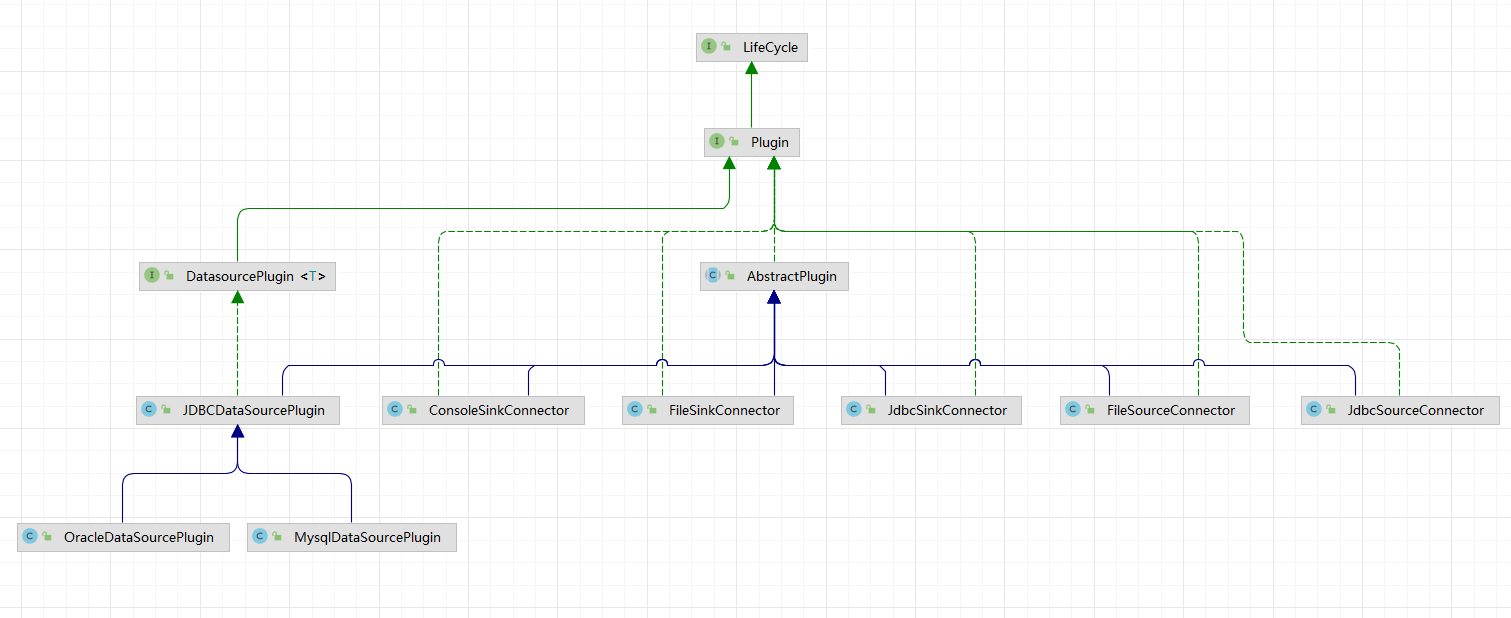 I LifeCycle
I Plugin
I DatasourcePlugin <T>
C AbstractPlugin
C JDBCDataSourcePlugin
C ConsoleSinkConnector
C FileSinkConnector
C JdbcSinkConnector
C FileSourceConnector
C JdbcSourceConnector
C OracleDataSourcePlugin
C MysqlDataSourcePlugin